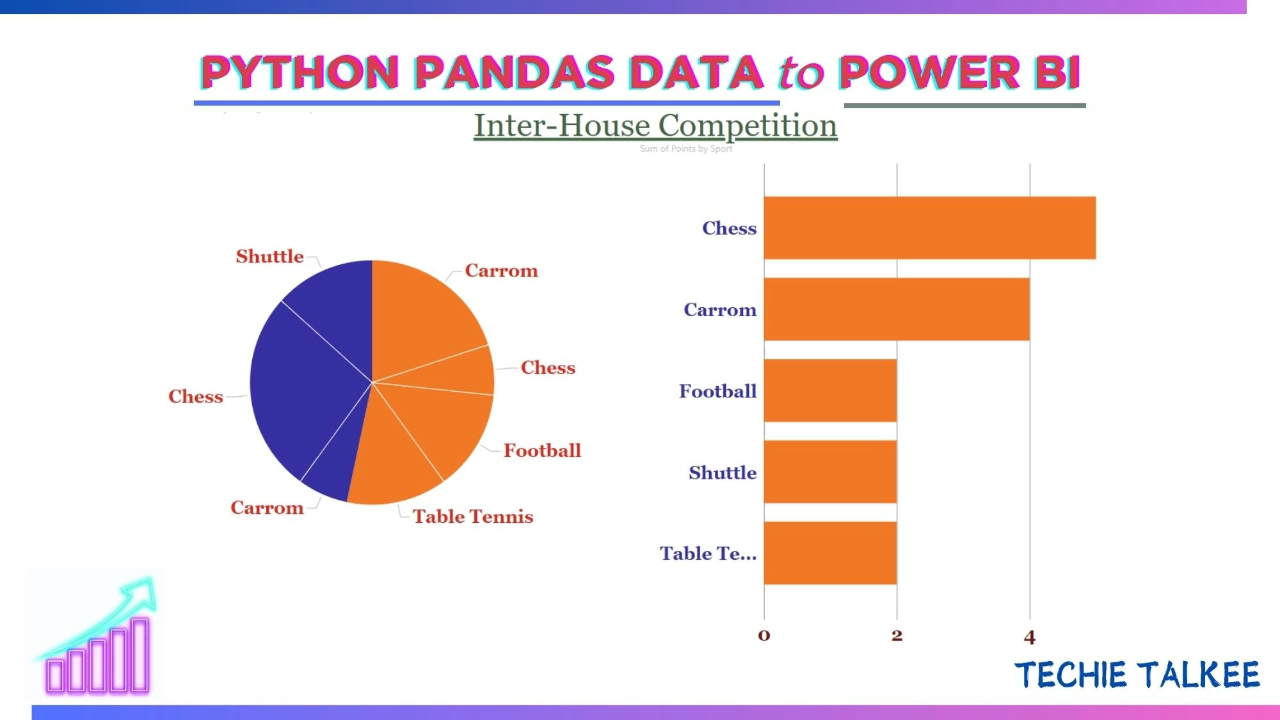 PYTHON PANDAS DATA to POWER BI
Inter-House Competition
Sum of Points by Sport
Shuttle
Carrom
Chess
Chess
Football
Carrom
Table Tennis
Chess
Carrom
Football
Shuttle
Table Te...
0 2 4
TECHIE TALKEE